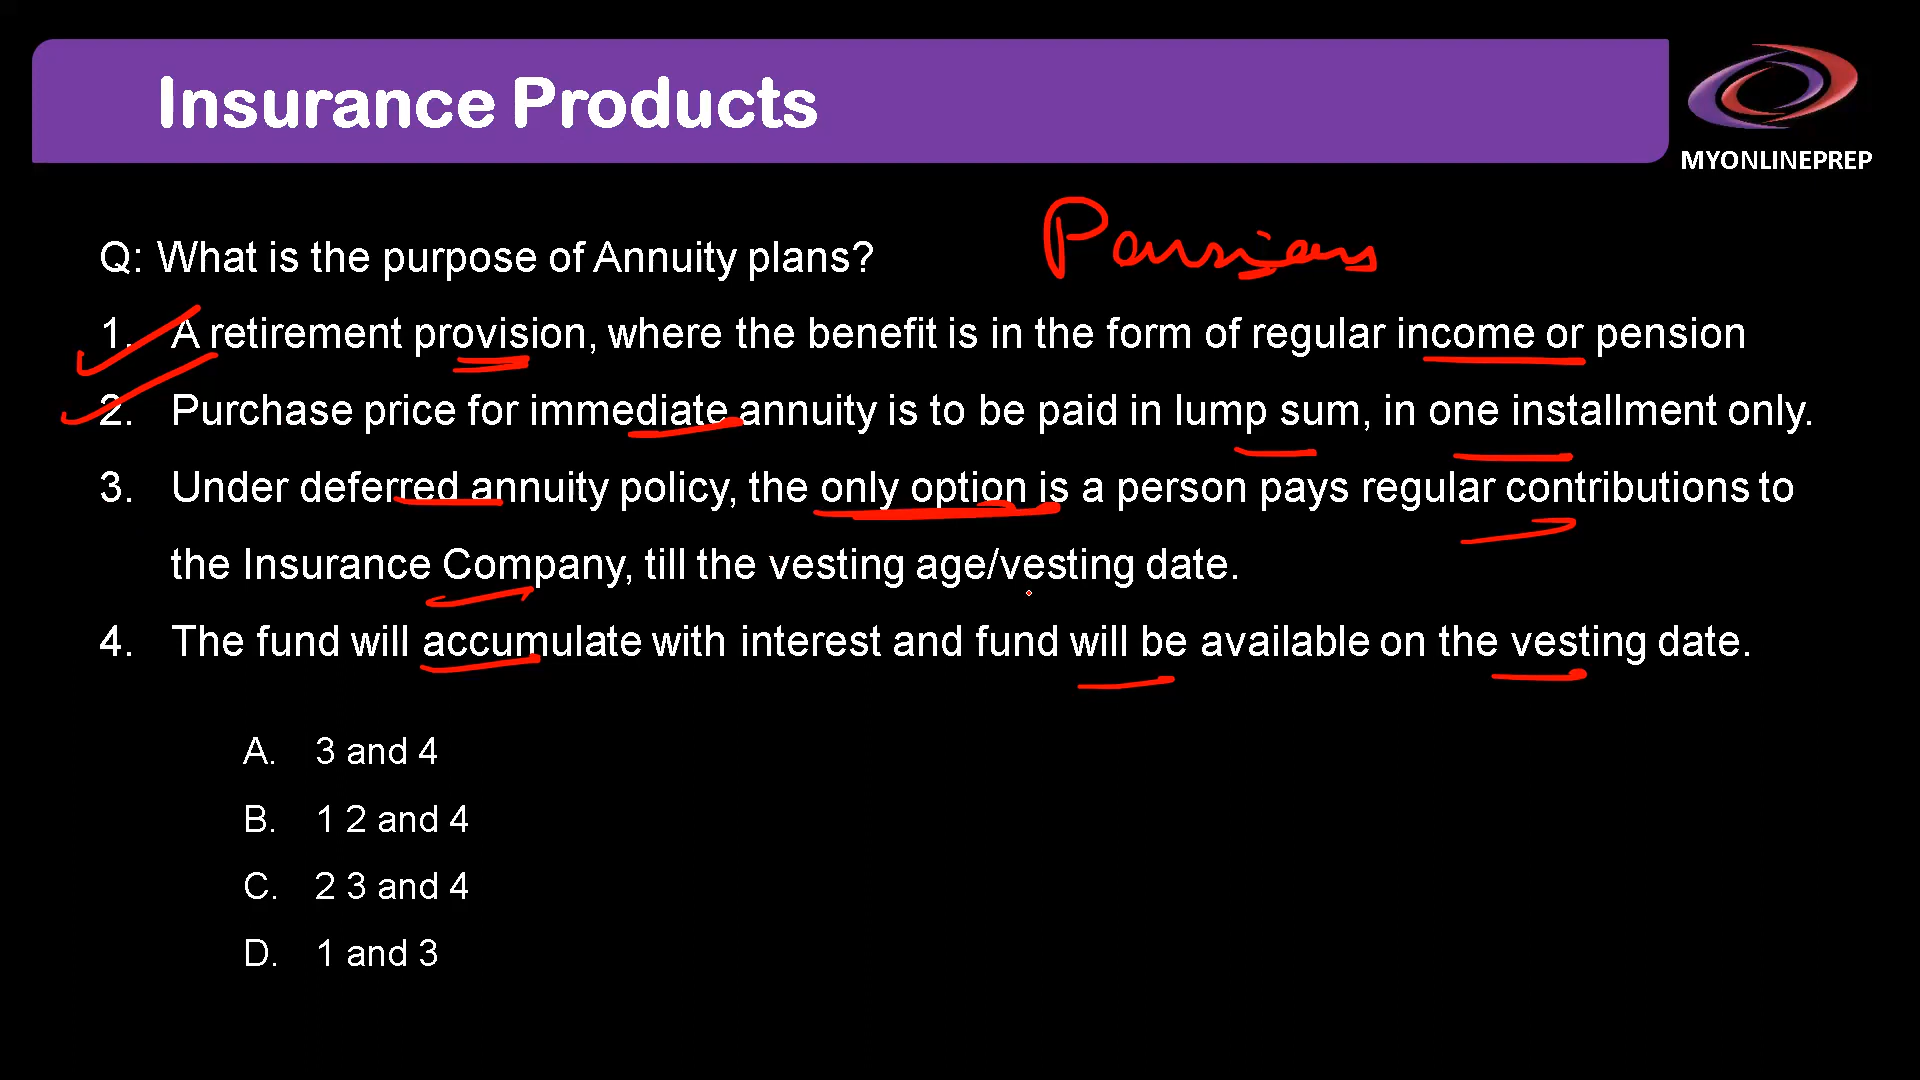 Insurance Products
MYONLINEPREP
Pensions
Q: What is the purpose of Annuity plans?
1. A retirement provision, where the benefit is in the form of regular income or pension
2. Purchase price for immediate annuity is to be paid in lump sum, in one installment only.
3. Under deferred annuity policy, the only option is a person pays regular contributions to
the Insurance Company, till the vesting age/vesting date.
4. The fund will accumulate with interest and fund will be available on the vesting date.
A. 3 and 4
B. 1 2 and 4
C. 2 3 and 4
D. 1 and 3